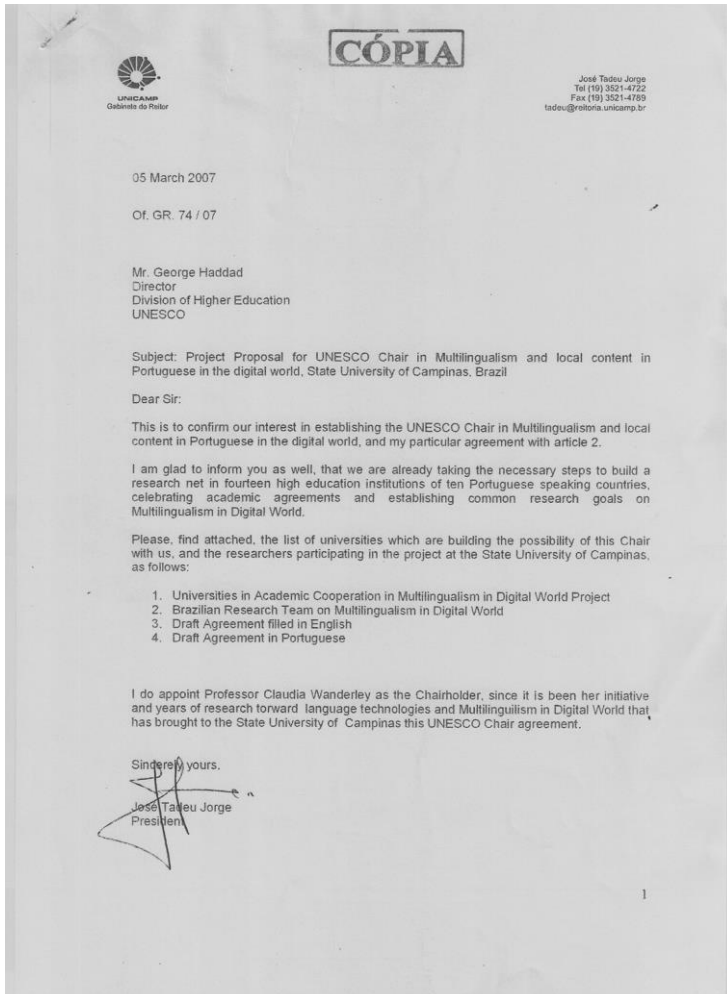 CÓPIA
UNICAMP
Gabinete do Reitor
José Tadeu Jorge
Tel (19) 3521-4722
Fax (19) 3521-4789
tadeu@reitoria.unicamp.br
05 March 2007
Of. GR. 74 / 07
Mr. George Haddad
Director
Division of Higher Education
UNESCO
Subject: Project Proposal for UNESCO Chair in Multilingualism and local content in
Portuguese in the digital world, State University of Campinas, Brazil
Dear Sir:
This is to confirm our interest in establishing the UNESCO Chair in Multilingualism and local
content in Portuguese in the digital world, and my particular agreement with article 2.
I am glad to inform you as well, that we are already taking the necessary steps to build a
research net in fourteen high education institutions of ten Portuguese speaking countries,
celebrating academic agreements and establishing common research goals on
Multilingualism in Digital World.
Please, find attached, the list of universities which are building the possibility of this Chair
with us, and the researchers participating in the project at the State University of Campinas,
as follows:
1. Universities in Academic Cooperation in Multilingualism in Digital World Project
2. Brazilian Research Team on Multilingualism in Digital World
3. Draft Agreement filled in English
4. Draft Agreement in Portuguese
I do appoint Professor Claudia Wanderley as the Chairholder, since it is been her initiative
and years of research forward language technologies and Multilinguilism in Digital World that
has brought to the State University of Campinas this UNESCO Chair agreement.
Sincerely yours,
José Tadeu Jorge
President
1